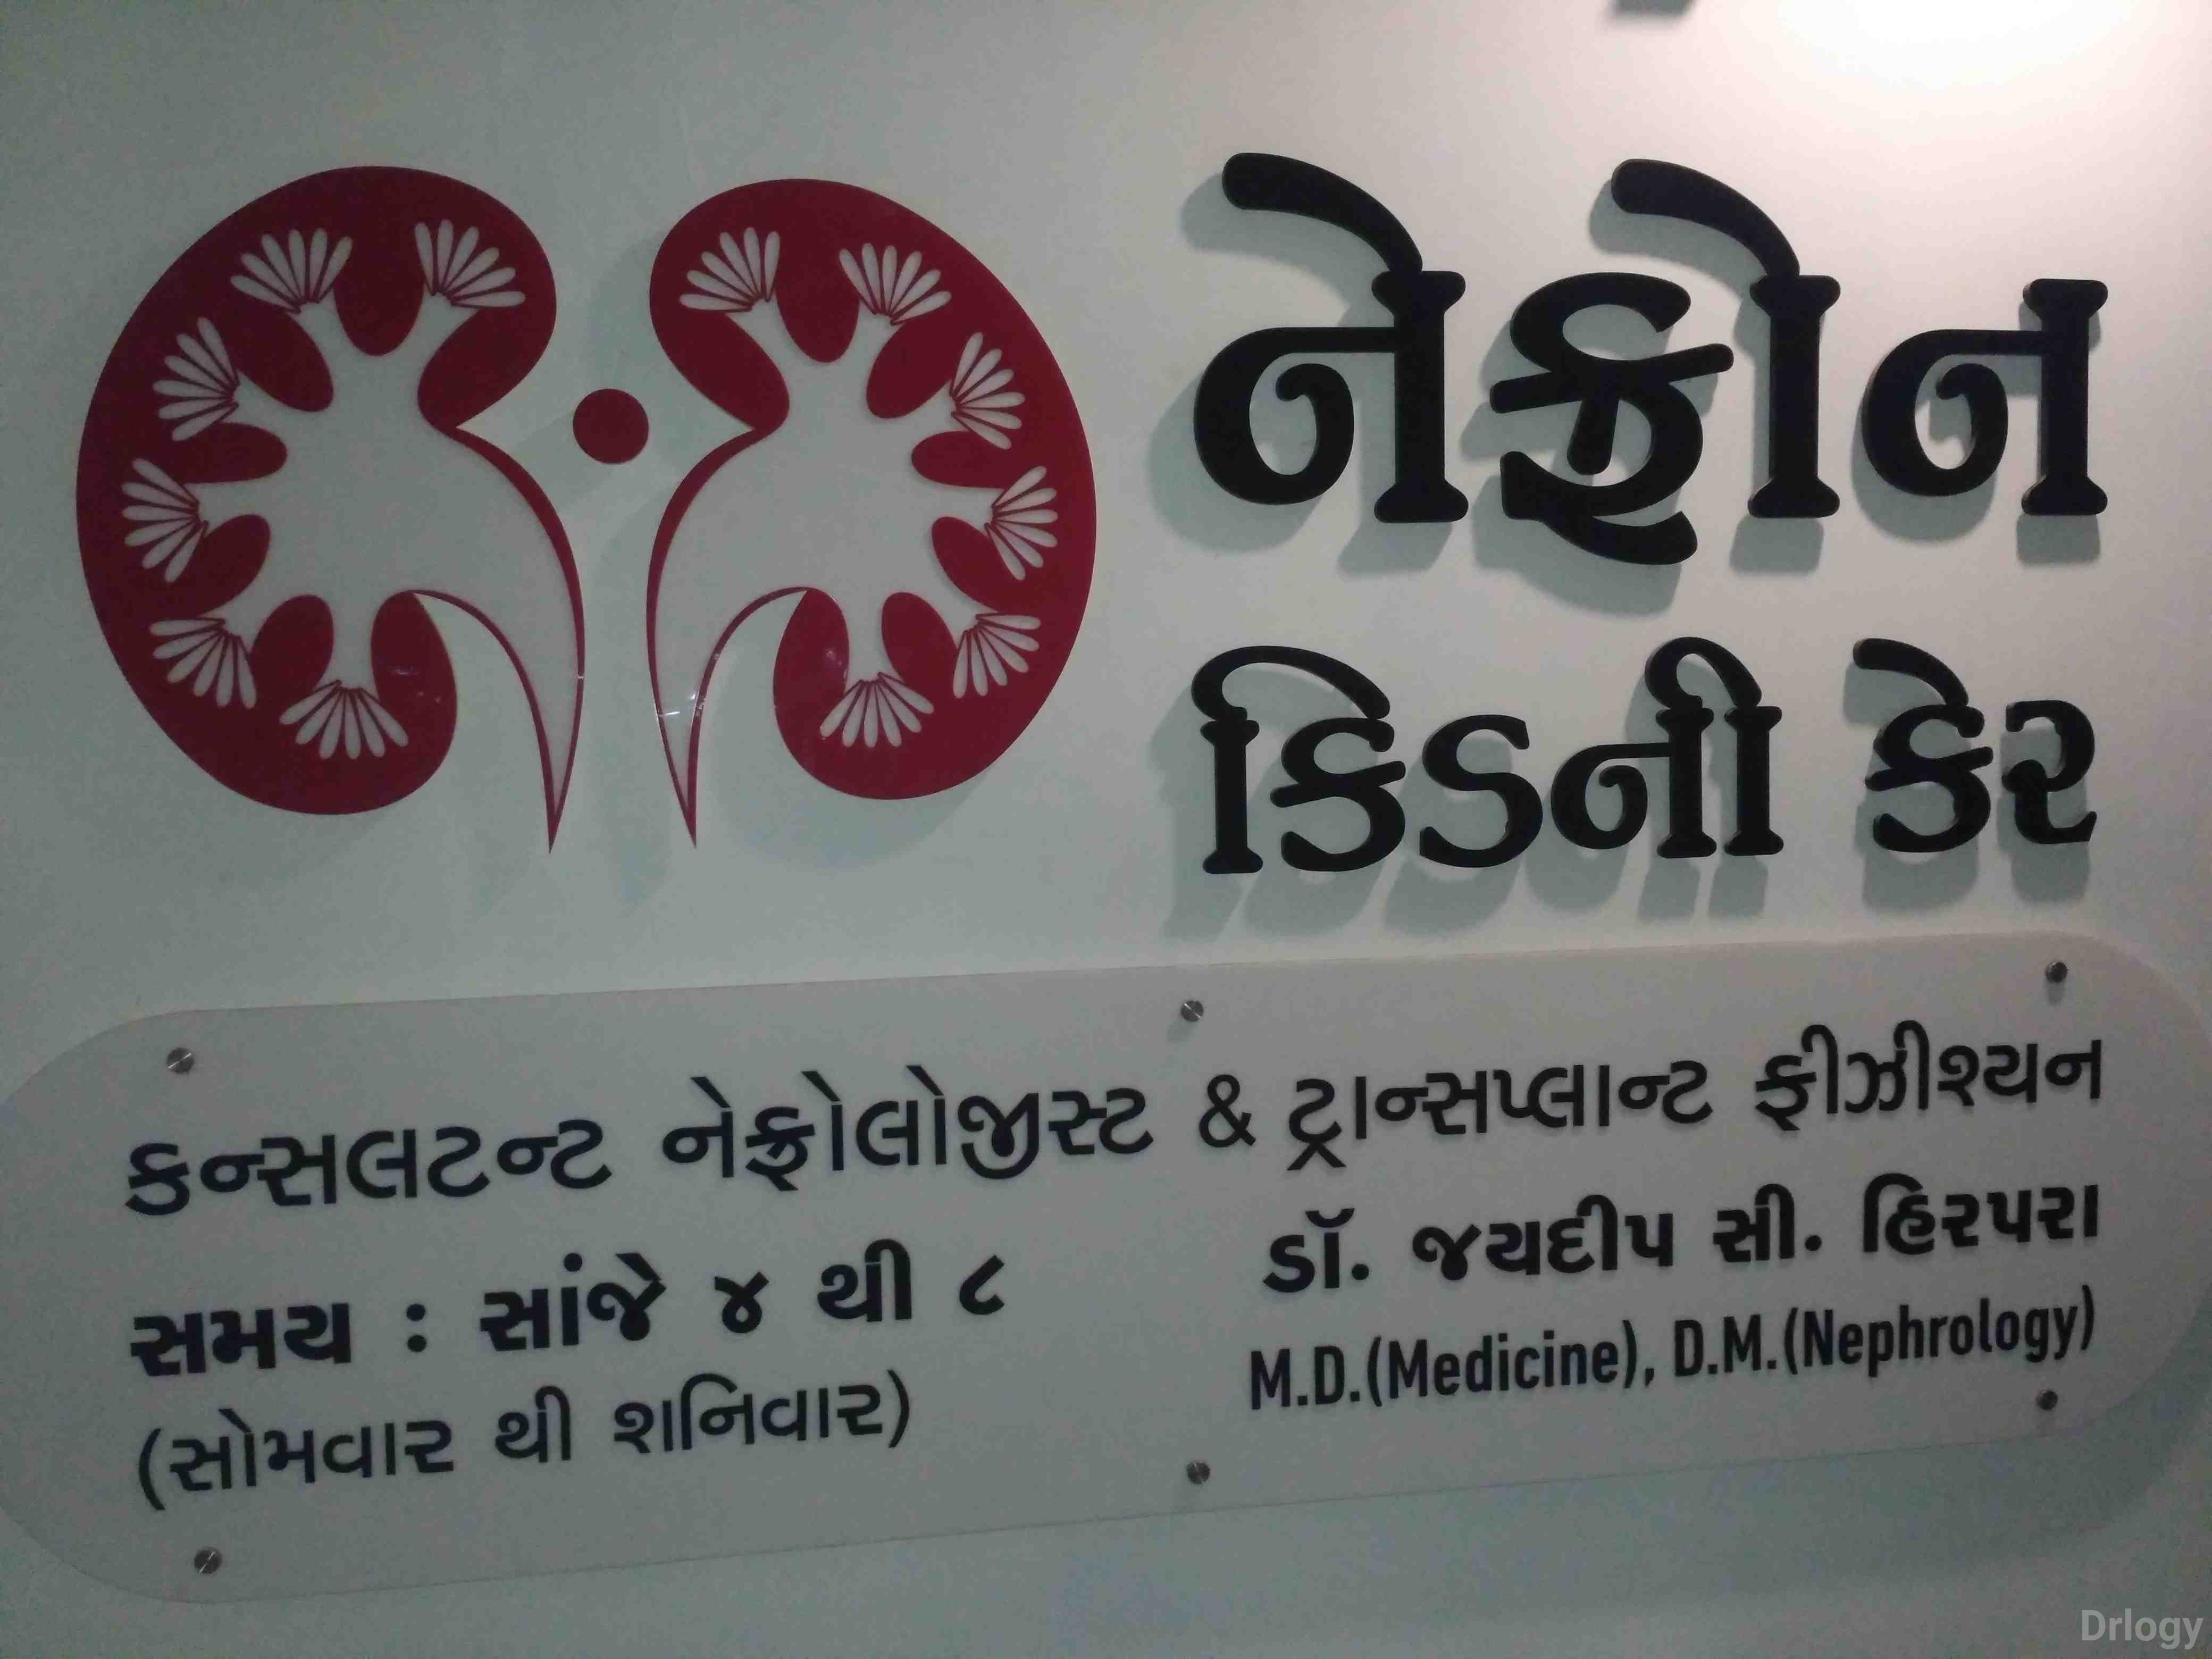 નેફ્રોન
કિડની કેર
કન્સલટન્ટ નેફ્રોલોજીસ્ટ & ટ્રાન્સપ્લાન્ટ ફીઝીશ્યન
સમય : સાંજે ૪ થી ૮
(સોમવાર થી શનિવાર)
ડૉ. જયદીપ સી. હિરપરા
M.D.(Medicine), D.M.(Nephrology)
Drlogy